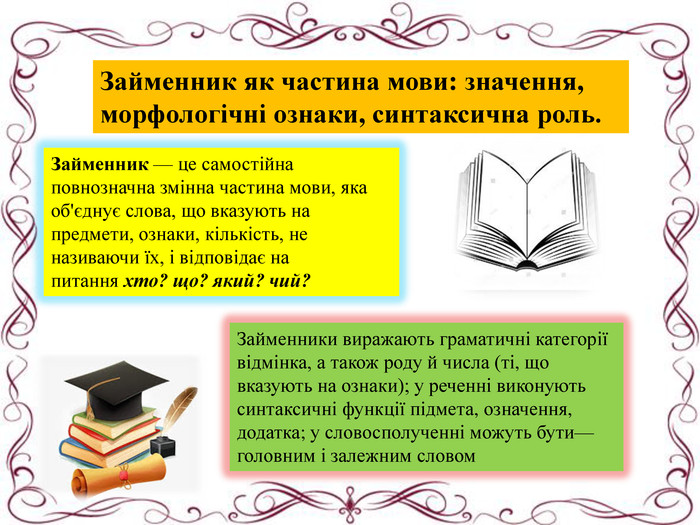 Займенник як частина мови: значення,
морфологічні ознаки, синтаксична роль.
Займенник — це самостійна
повнозначна змінна частина мови, яка
об'єднує слова, що вказують на
предмети, ознаки, кількість, не
називаючи їх, і відповідає на
питання хто? що? який? чий?
Займенники виражають граматичні категорії
відмінка, а також роду й числа (ті, що
вказують на ознаки); у реченні виконують
синтаксичні функції підмета, означення,
додатка; у словосполученні можуть бути—
головним і залежним словом